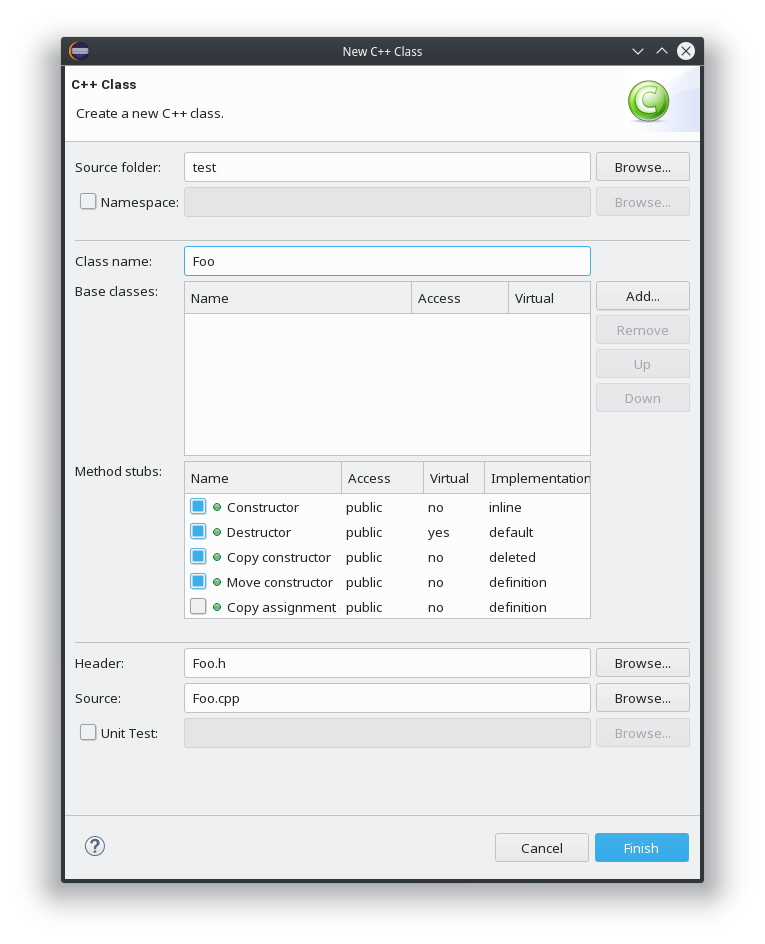 New C++ Class
C++ Class
Create a new C++ class.
C
Source folder: test Browse...
Namespace: Browse...
Class name: Foo
Base classes: Name Access Virtual Add...
Remove
Up
Down
Method stubs: Name Access Virtual Implementation
Constructor public no inline
Destructor public yes default
Copy constructor public no deleted
Move constructor public no definition
Copy assignment public no definition
Header: Foo.h Browse...
Source: Foo.cpp Browse...
Unit Test: Browse...
? Cancel Finish